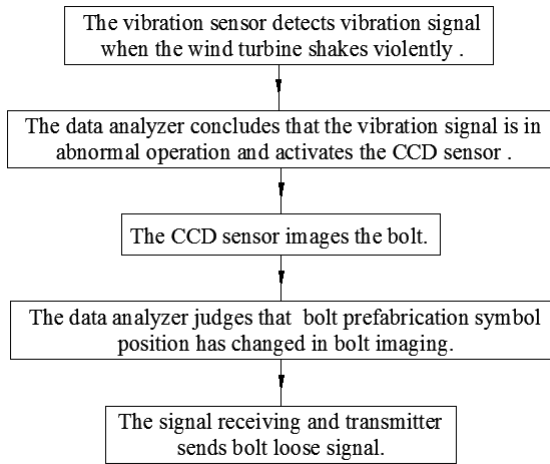 The vibration sensor detects vibration signal
when the wind turbine shakes violently .
The data analyzer concludes that the vibration signal is in
abnormal operation and activates the CCD sensor .
The CCD sensor images the bolt.
The data analyzer judges that  bolt prefabrication symbol
position has changed in bolt imaging.
The signal receiving and transmitter
sends bolt loose signal.